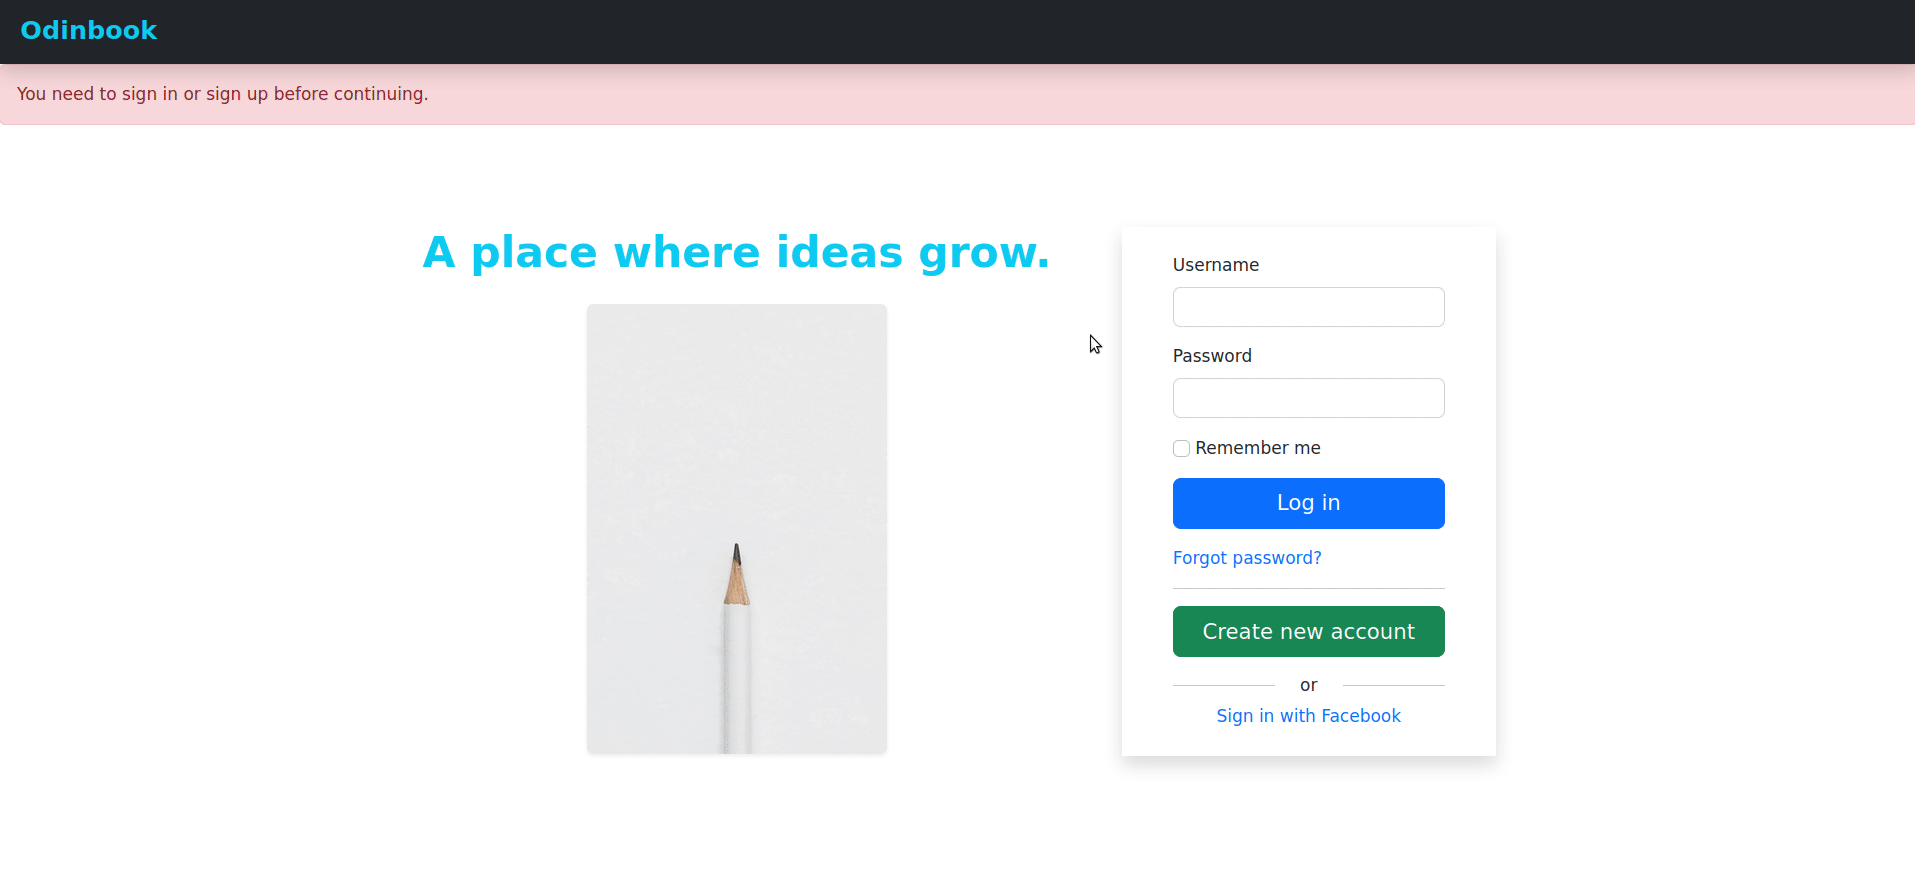 Odinbook
You need to sign in or sign up before continuing.
A place where ideas grow.
Username
Password
Remember me
Log in
Forgot password?
Create new account
or
Sign in with Facebook